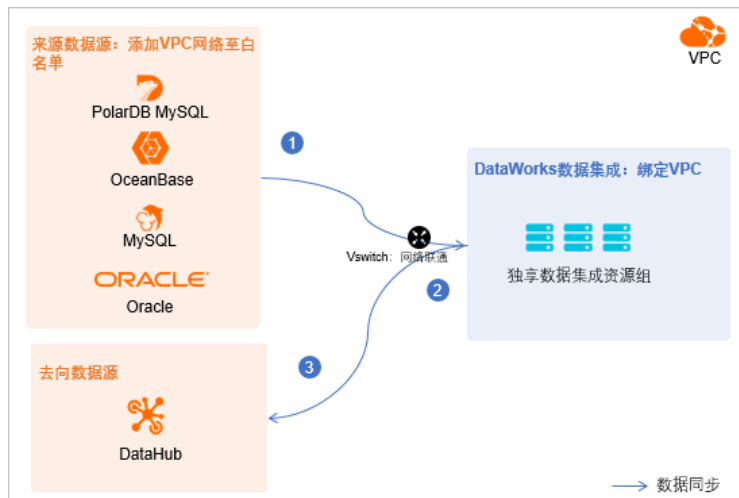 来源数据源：添加VPC网络至白
名单
VPC
PolarDB MySQL
OceanBase
MySQL
ORACLE
Oracle
1
Vswitch：网络联通
2
3
DataWorks数据集成：绑定VPC
独享数据集成资源组
去向数据源
DataHub
数据同步